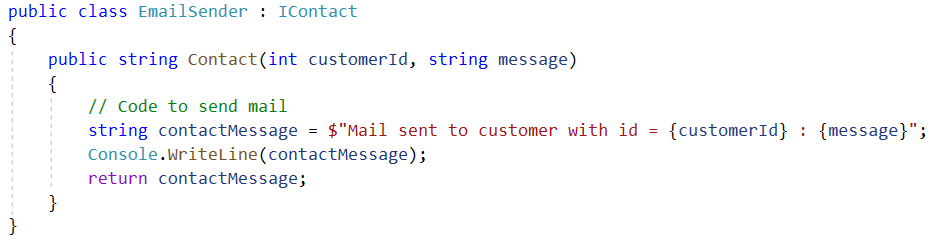 public class EmailSender : IContact
{
    public string Contact(int customerId, string message)
    {
        // Code to send mail
        string contactMessage = $"Mail sent to customer with id = {customerId} : {message}";
        Console.WriteLine(contactMessage);
        return contactMessage;
    }
}